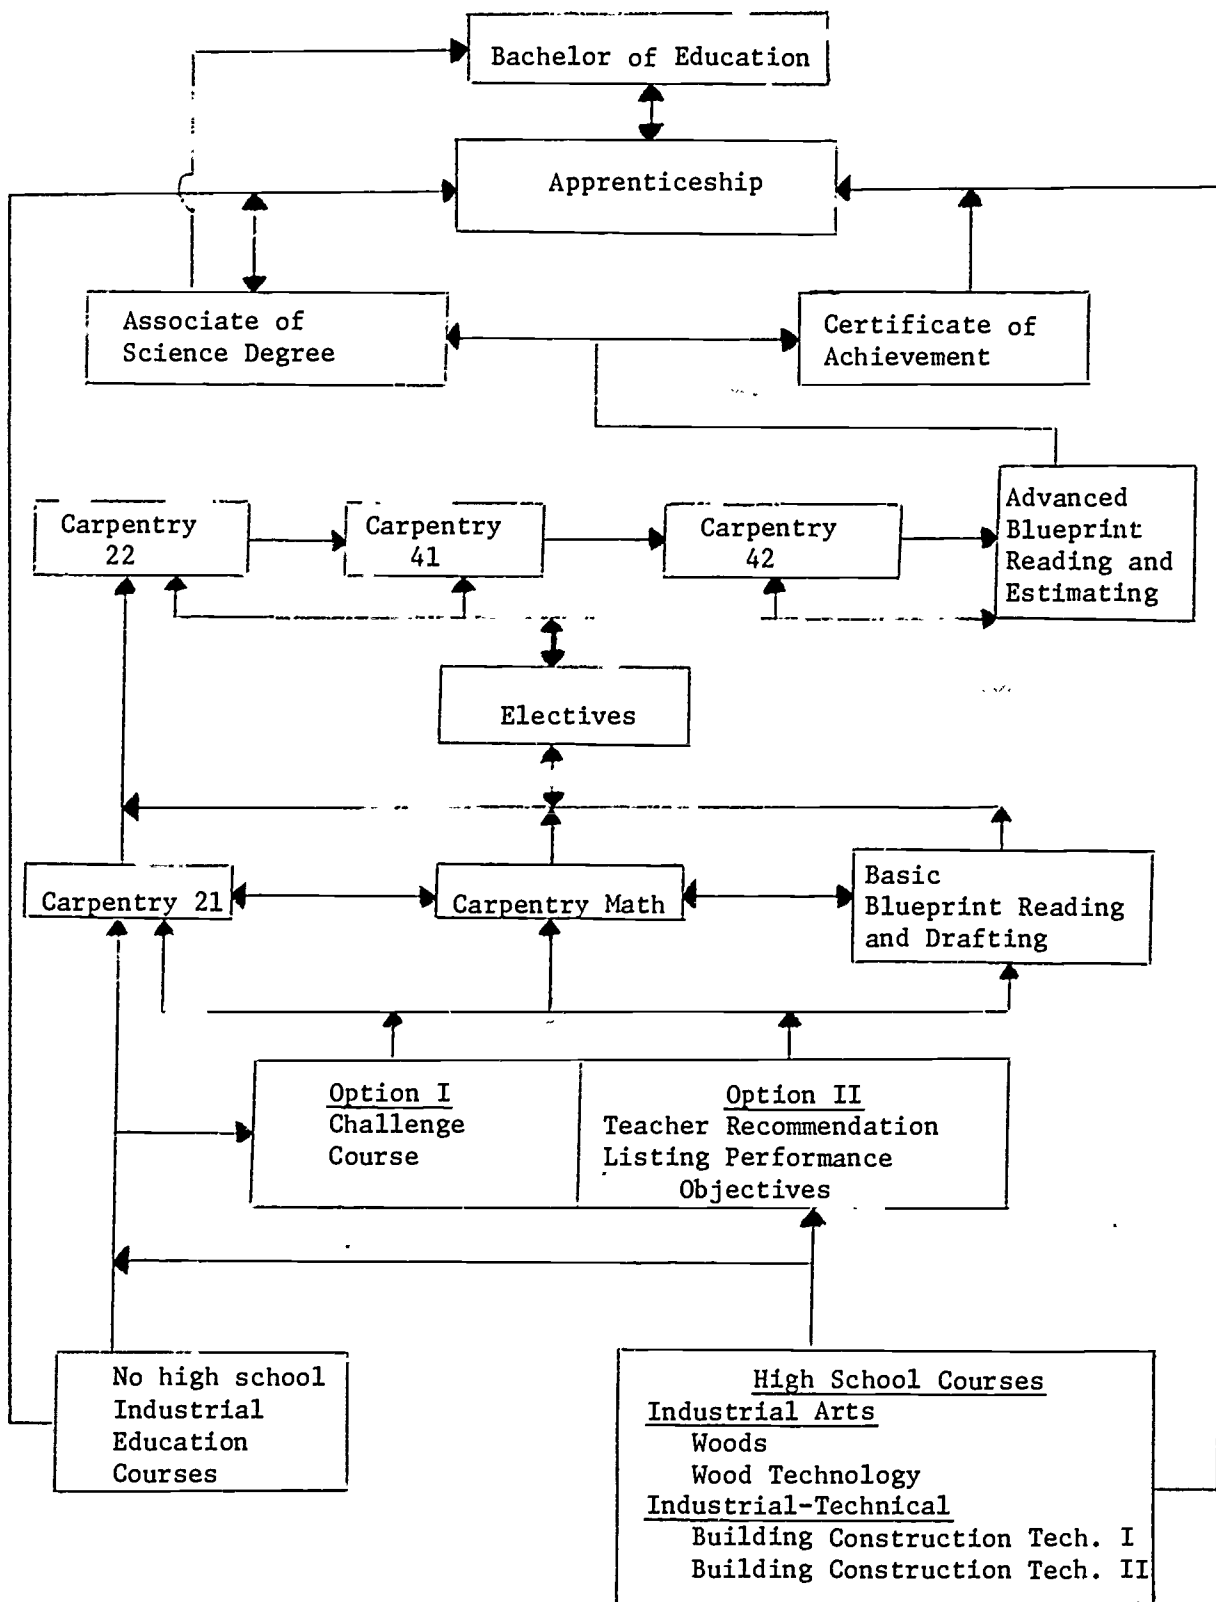 Bachelor of Education
Apprenticeship
Associate of
Science Degree
Certificate of
Achievement
Carpentry
22
Carpentry
41
Carpentry
42
Advanced
Blueprint
Reading and
Estimating
Electives
Carpentry 21
Carpentry Math
Basic
Blueprint Reading
and Drafting
Option I
Challenge
Course
Option II
Teacher Recommendation
Listing Performance
Objectives
No high school
Industrial
Education
Courses
High School Courses
Industrial Arts
Woods
Wood Technology
Industrial-Technical
Building Construction Tech. I
Building Construction Tech. II